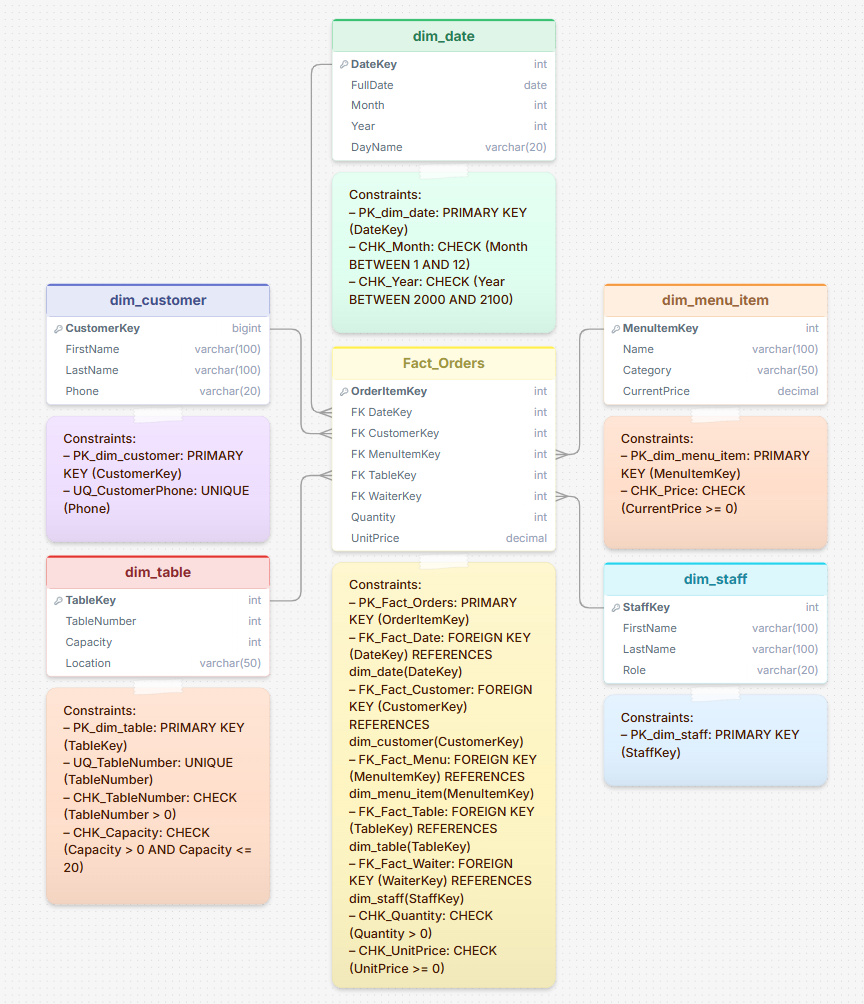 dim_date
DateKey int
FullDate date
Month int
Year int
DayName varchar(20)
Constraints:
– PK_dim_date: PRIMARY KEY
(DateKey)
– CHK_Month: CHECK (Month
BETWEEN 1 AND 12)
– CHK_Year: CHECK (Year
BETWEEN 2000 AND 2100)
dim_customer
CustomerKey bigint
FirstName varchar(100)
LastName varchar(100)
Phone varchar(20)
Constraints:
– PK_dim_customer: PRIMARY
KEY (CustomerKey)
– UQ_CustomerPhone: UNIQUE
(Phone)
dim_table
TableKey int
TableNumber int
Capacity int
Location varchar(50)
Constraints:
– PK_dim_table: PRIMARY KEY
(TableKey)
– UQ_TableNumber: UNIQUE
(TableNumber)
– CHK_TableNumber: CHECK
(TableNumber > 0)
– CHK_Capacity: CHECK
(Capacity > 0 AND Capacity <=
20)
Fact_Orders
OrderItemKey int
FK DateKey int
FK CustomerKey int
FK MenuItemKey int
FK TableKey int
FK WaiterKey int
Quantity int
UnitPrice decimal
Constraints:
– PK_Fact_Orders: PRIMARY
KEY (OrderItemKey)
– FK_Fact_Date: FOREIGN KEY
(DateKey) REFERENCES
dim_date(DateKey)
– FK_Fact_Customer: FOREIGN
KEY (CustomerKey)
REFERENCES
dim_customer(CustomerKey)
– FK_Fact_Menu: FOREIGN KEY
(MenuItemKey) REFERENCES
dim_menu_item(MenuItemKey)
– FK_Fact_Table: FOREIGN KEY
(TableKey) REFERENCES
dim_table(TableKey)
– FK_Fact_Waiter: FOREIGN
KEY (WaiterKey) REFERENCES
dim_staff(StaffKey)
– CHK_Quantity: CHECK
(Quantity > 0)
– CHK_UnitPrice: CHECK
(UnitPrice >= 0)
dim_menu_item
MenuItemKey int
Name varchar(100)
Category varchar(50)
CurrentPrice decimal
Constraints:
– PK_dim_menu_item: PRIMARY
KEY (MenuItemKey)
– CHK_Price: CHECK
(CurrentPrice >= 0)
dim_staff
StaffKey int
FirstName varchar(100)
LastName varchar(100)
Role varchar(20)
Constraints:
– PK_dim_staff: PRIMARY KEY
(StaffKey)